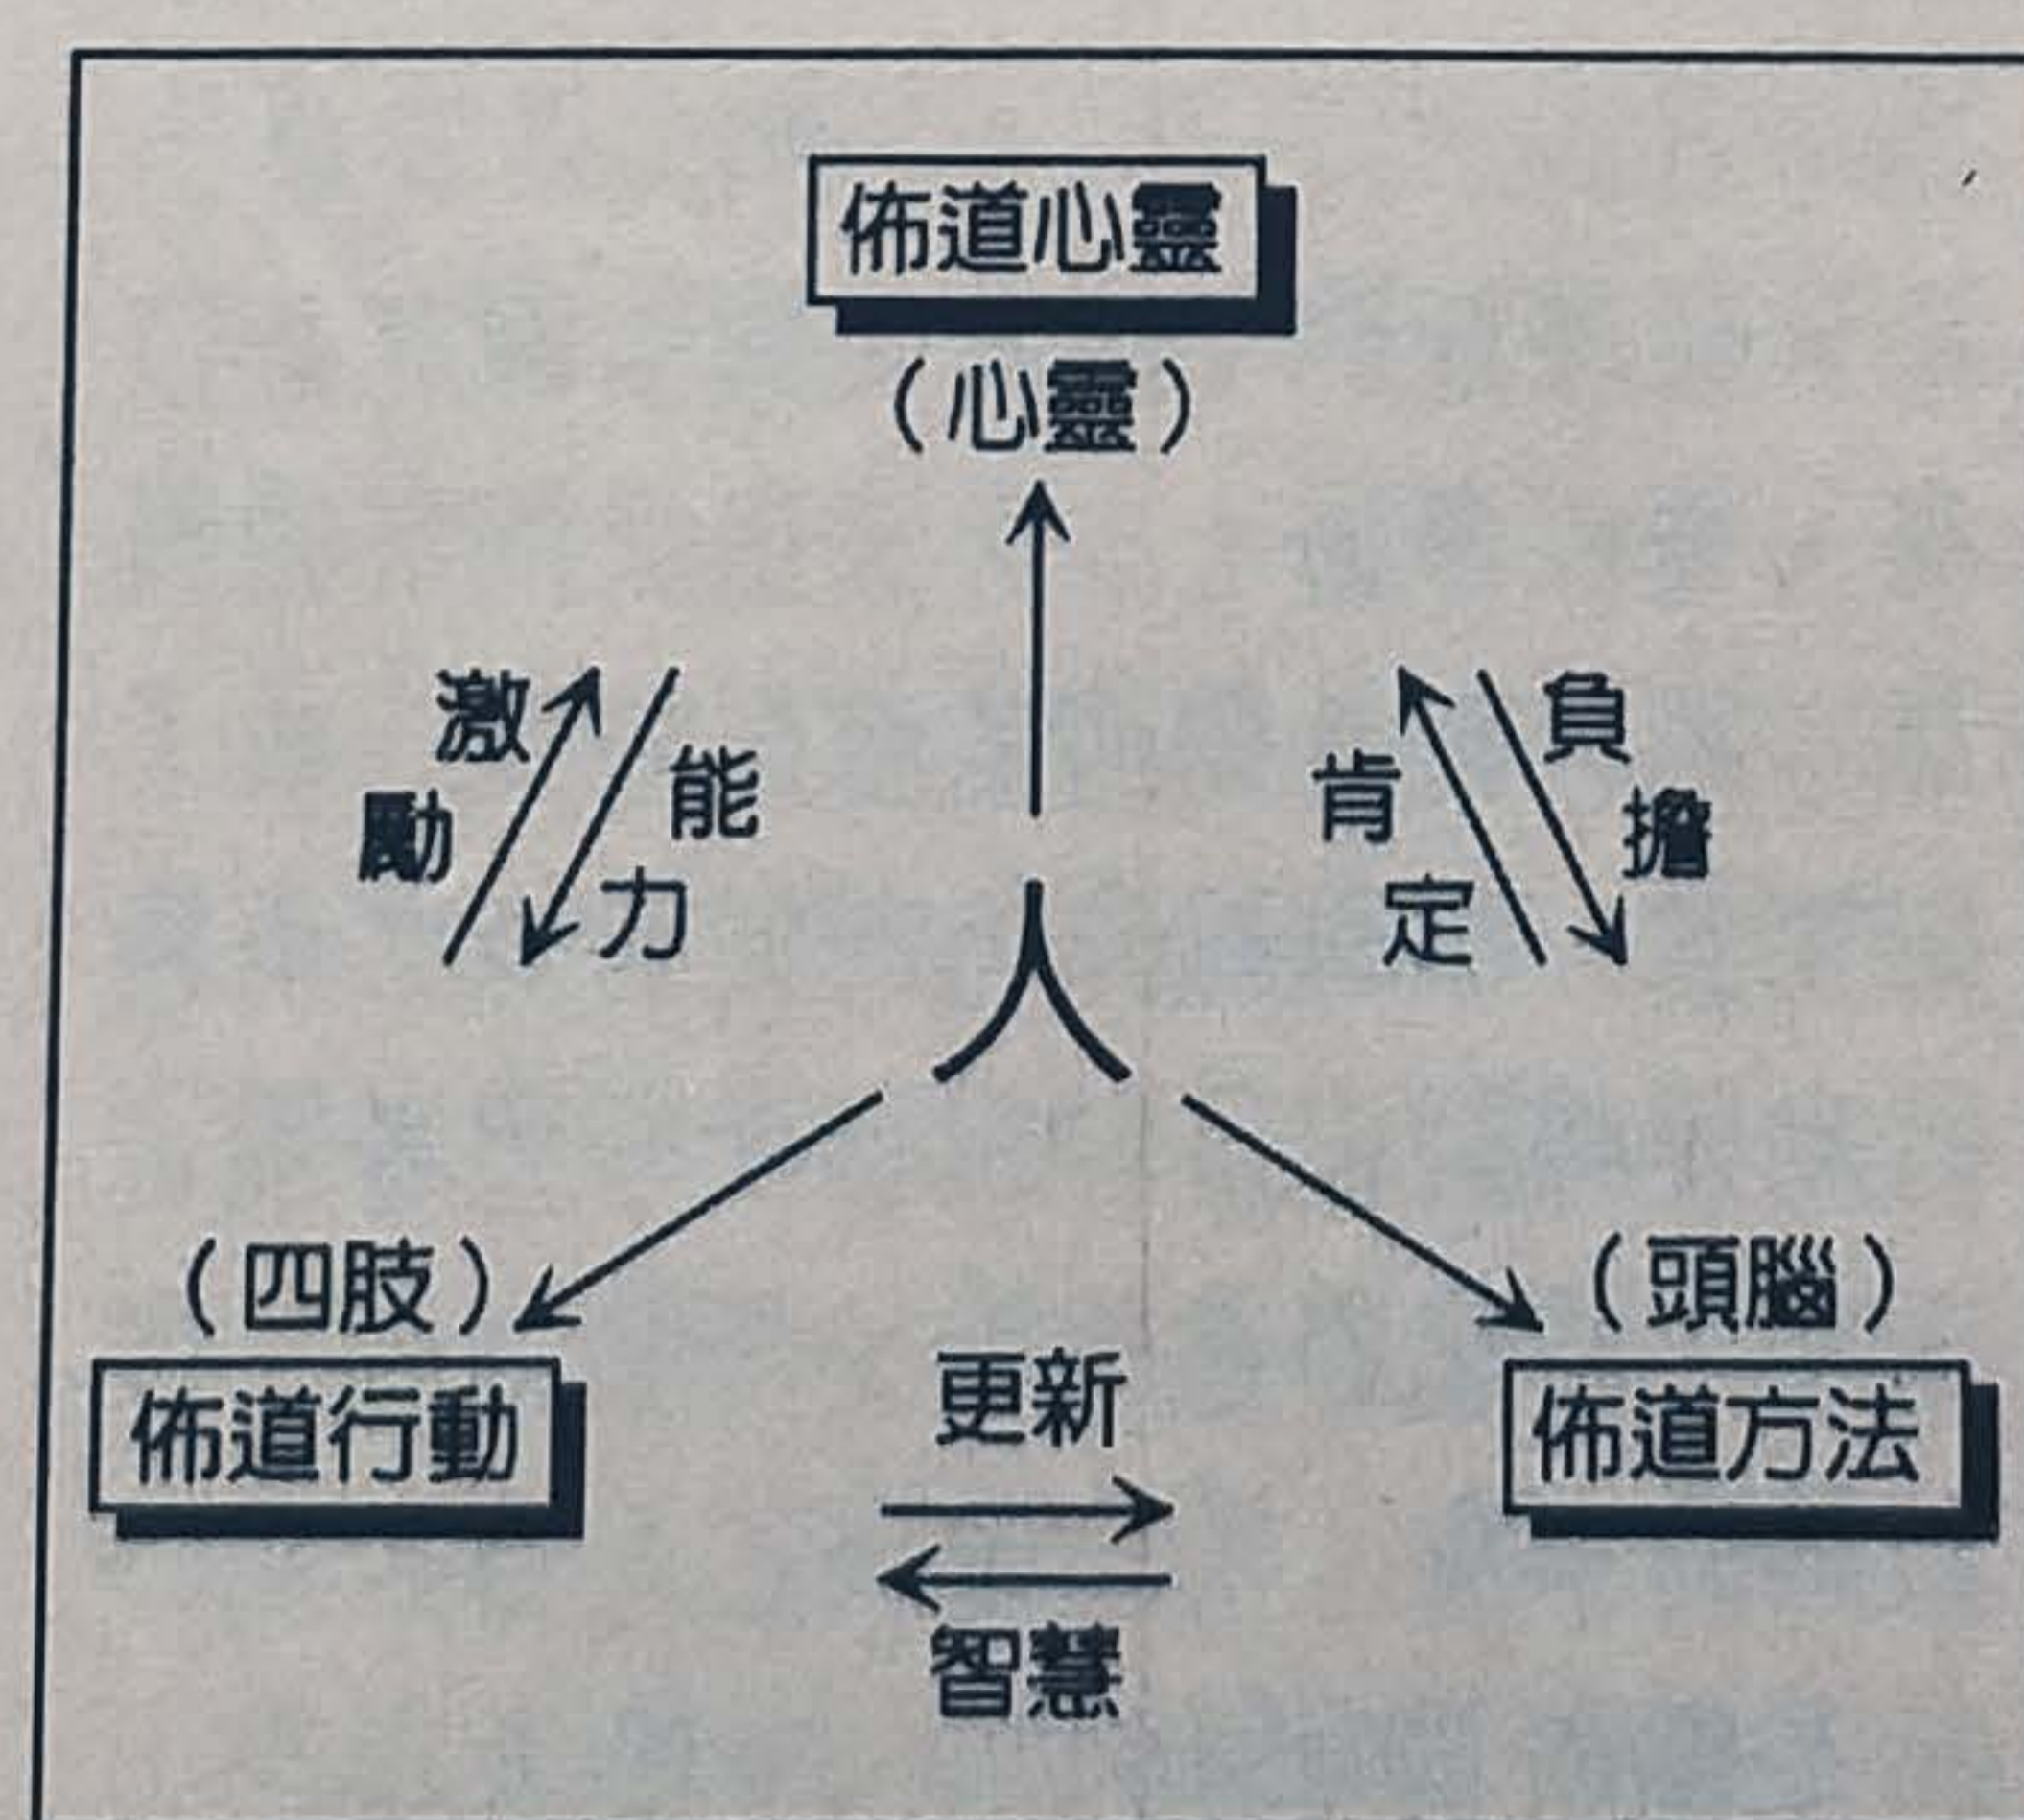 佈道心靈
（心靈）
激勵
能力
肯定
負擔
人
（四肢）
（頭腦）
佈道行動
佈道方法
更新
智慧